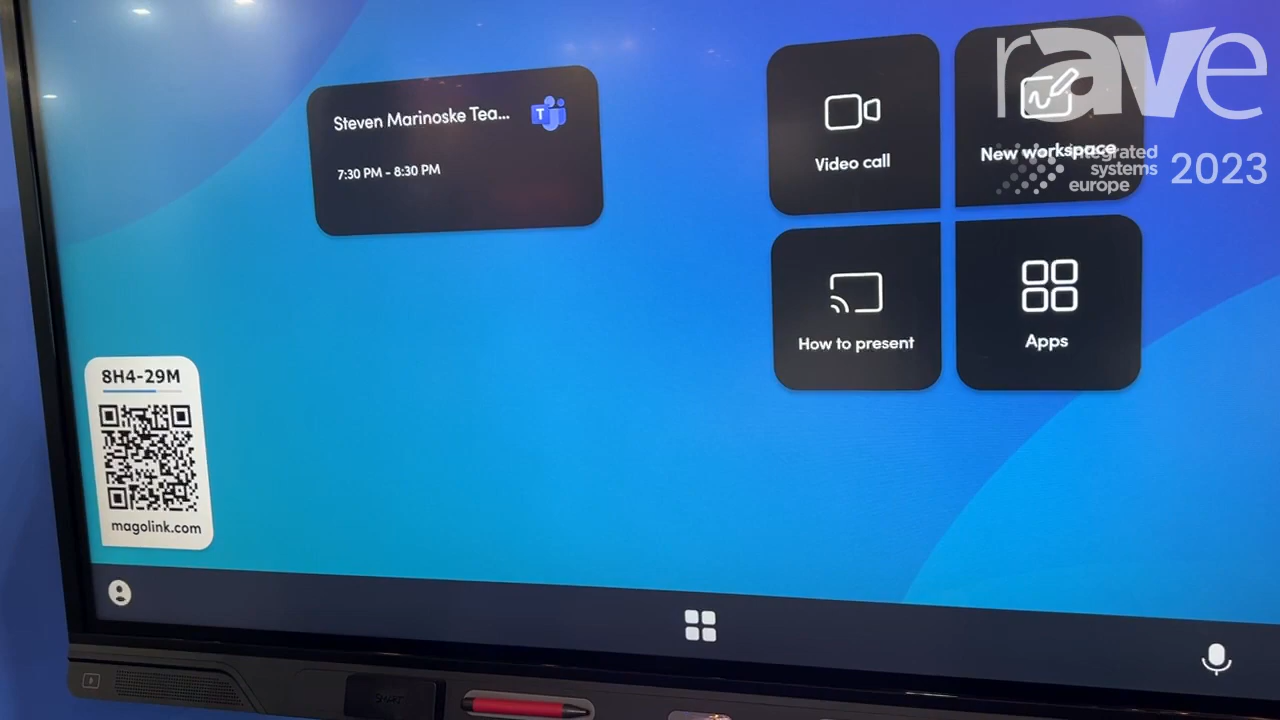 Steven Marinoske Tea...
7:30 PM - 8:30 PM
Video call
New workspace
How to present
Apps
8H4-29M
magolink.com
SMART
rave
integrated
systems
europe
2023